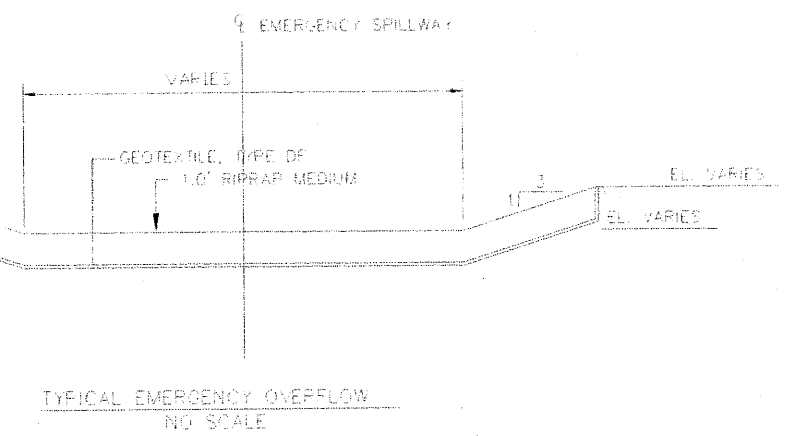 ℄ EMERGENCY SPILLWAY
VARIES
GEOTEXTILE, TYPE DF
1.0' RIPRAP MEDIUM
3
1
EL. VARIES
EL. VARIES
TYPICAL EMERGENCY OVERFLOW
NO SCALE